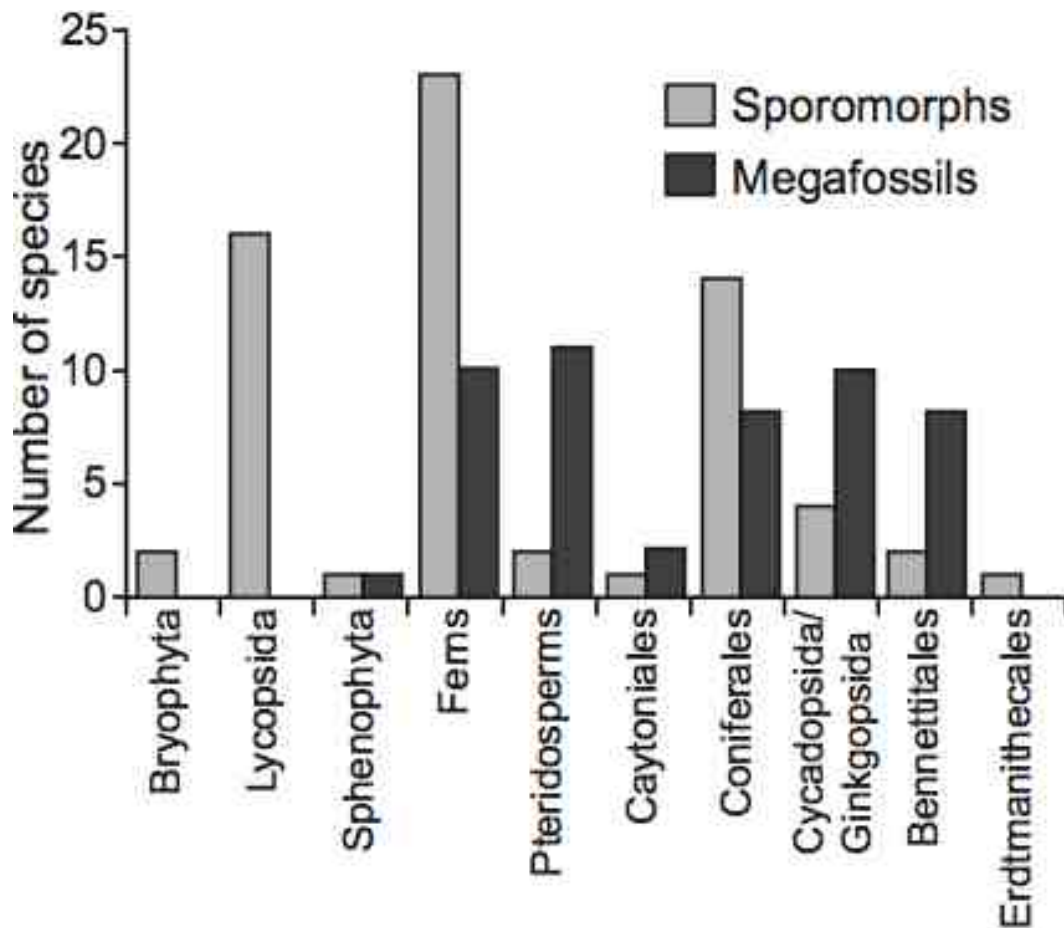 Number of species
25
20
15
10
5
0
Sporomorphs
Megafossils
Bryophyta
Lycopsida
Sphenophyta
Ferns
Pteridosperms
Caytoniales
Coniferales
Cycadopsida/
Ginkgopsida
Bennettitales
Erdtmanithecales